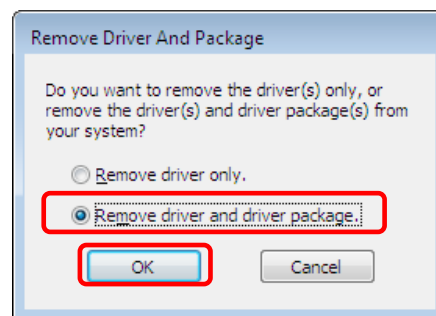 Remove Driver And Package
Do you want to remove the driver(s) only, or
remove the driver(s) and driver package(s) from
your system?
Remove driver only.
Remove driver and driver package.
OK
Cancel